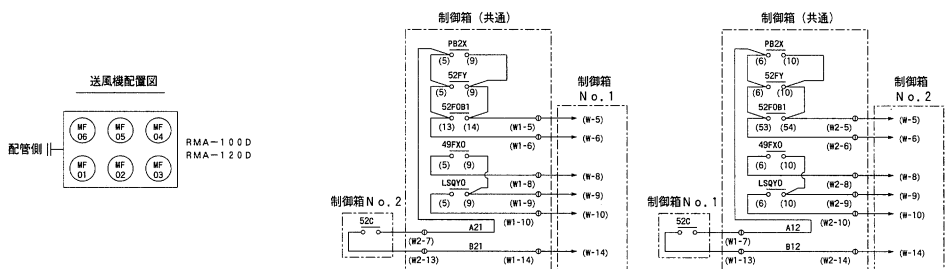 送風機配置図
MF
06
MF
05
MF
04
MF
01
MF
02
MF
03
配管側
RMA-100D
RMA-120D
制御箱(共通)
PB2X
(5) (9)
52FY
(5) (9)
52FOB1
(13) (14)
49FXO
(5) (9)
LSQYO
(5) (9)
(W1-5)
(W1-6)
(W1-8)
(W1-9)
(W1-10)
制御箱
No.1
(W-5)
(W-6)
(W-8)
(W-9)
(W-10)
(W-14)
制御箱No.2
52C
A21
(W2-7)
B21
(W2-13)
(W1-14)
制御箱(共通)
PB2X
(6) (10)
52FY
(6) (10)
52FOB1
(53) (54)
49FXO
(6) (10)
LSQYO
(6) (10)
(W2-5)
(W2-6)
(W2-8)
(W2-9)
(W2-10)
制御箱
No.2
(W-5)
(W-6)
(W-8)
(W-9)
(W-10)
(W-14)
制御箱No.1
52C
A12
(W1-7)
B12
(W1-13)
(W2-14)